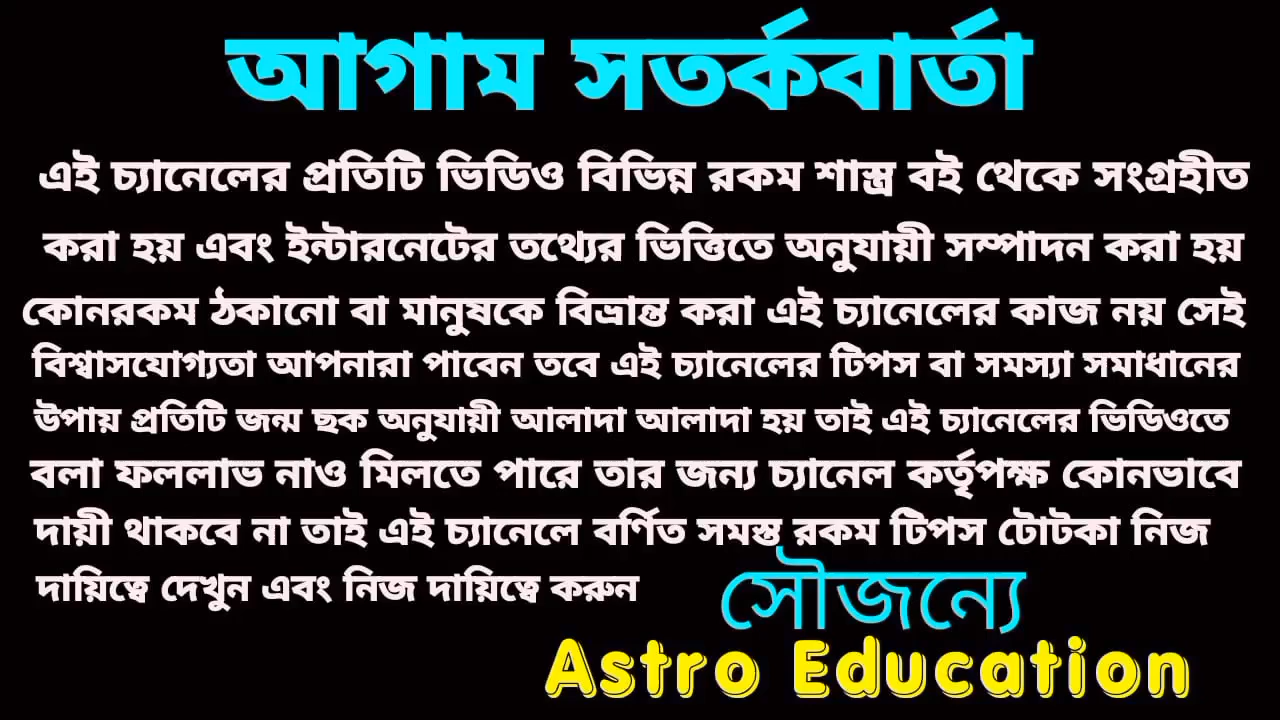 আগাম সতর্কবার্তা
এই চ্যানেলের প্রতিটি ভিডিও বিভিন্ন রকম শাস্ত্র বই থেকে সংগ্রহীত
করা হয় এবং ইন্টারনেটের তথ্যের ভিত্তিতে অনুযায়ী সম্পাদন করা হয়
কোনরকম ঠকানো বা মানুষকে বিভ্রান্ত করা এই চ্যানেলের কাজ নয় সেই
বিশ্বাসযোগ্যতা আপনারা পাবেন তবে এই চ্যানেলের টিপস বা সমস্যা সমাধানের
উপায় প্রতিটি জন্ম ছক অনুযায়ী আলাদা আলাদা হয় তাই এই চ্যানেলের ভিডিওতে
বলা ফললাভ নাও মিলতে পারে তার জন্য চ্যানেল কর্তৃপক্ষ কোনভাবে
দায়ী থাকবে না তাই এই চ্যানেলে বর্ণিত সমস্ত রকম টিপস টোটকা নিজ
দায়িত্বে দেখুন এবং নিজ দায়িত্বে করুন
সৌজন্যে
Astro Education